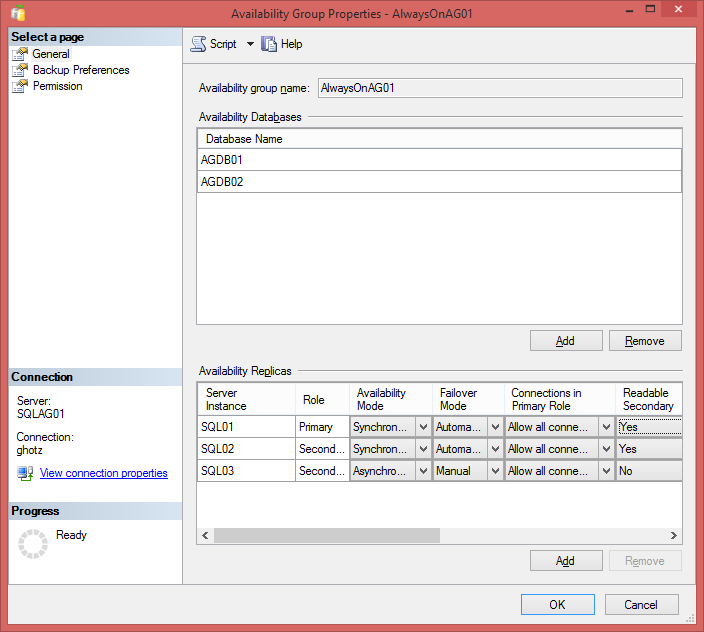 Availability Group Properties - AlwaysOnAG01
Select a page
General
Backup Preferences
Permission
Script
Help
Availability group name: AlwaysOnAG01
Availability Databases
Database Name
AGDB01
AGDB02
Add Remove
Availability Replicas
Server Instance Role Availability Mode Failover Mode Connections in Primary Role Readable Secondary
SQL01 Primary Synchron... Automa... Allow all conne... Yes
SQL02 Second... Synchron... Automa... Allow all conne... Yes
SQL03 Second... Asynchro... Manual Allow all conne... No
Add Remove
Connection
Server:
SQLAG01
Connection:
ghotz
View connection properties
Progress
Ready
OK Cancel